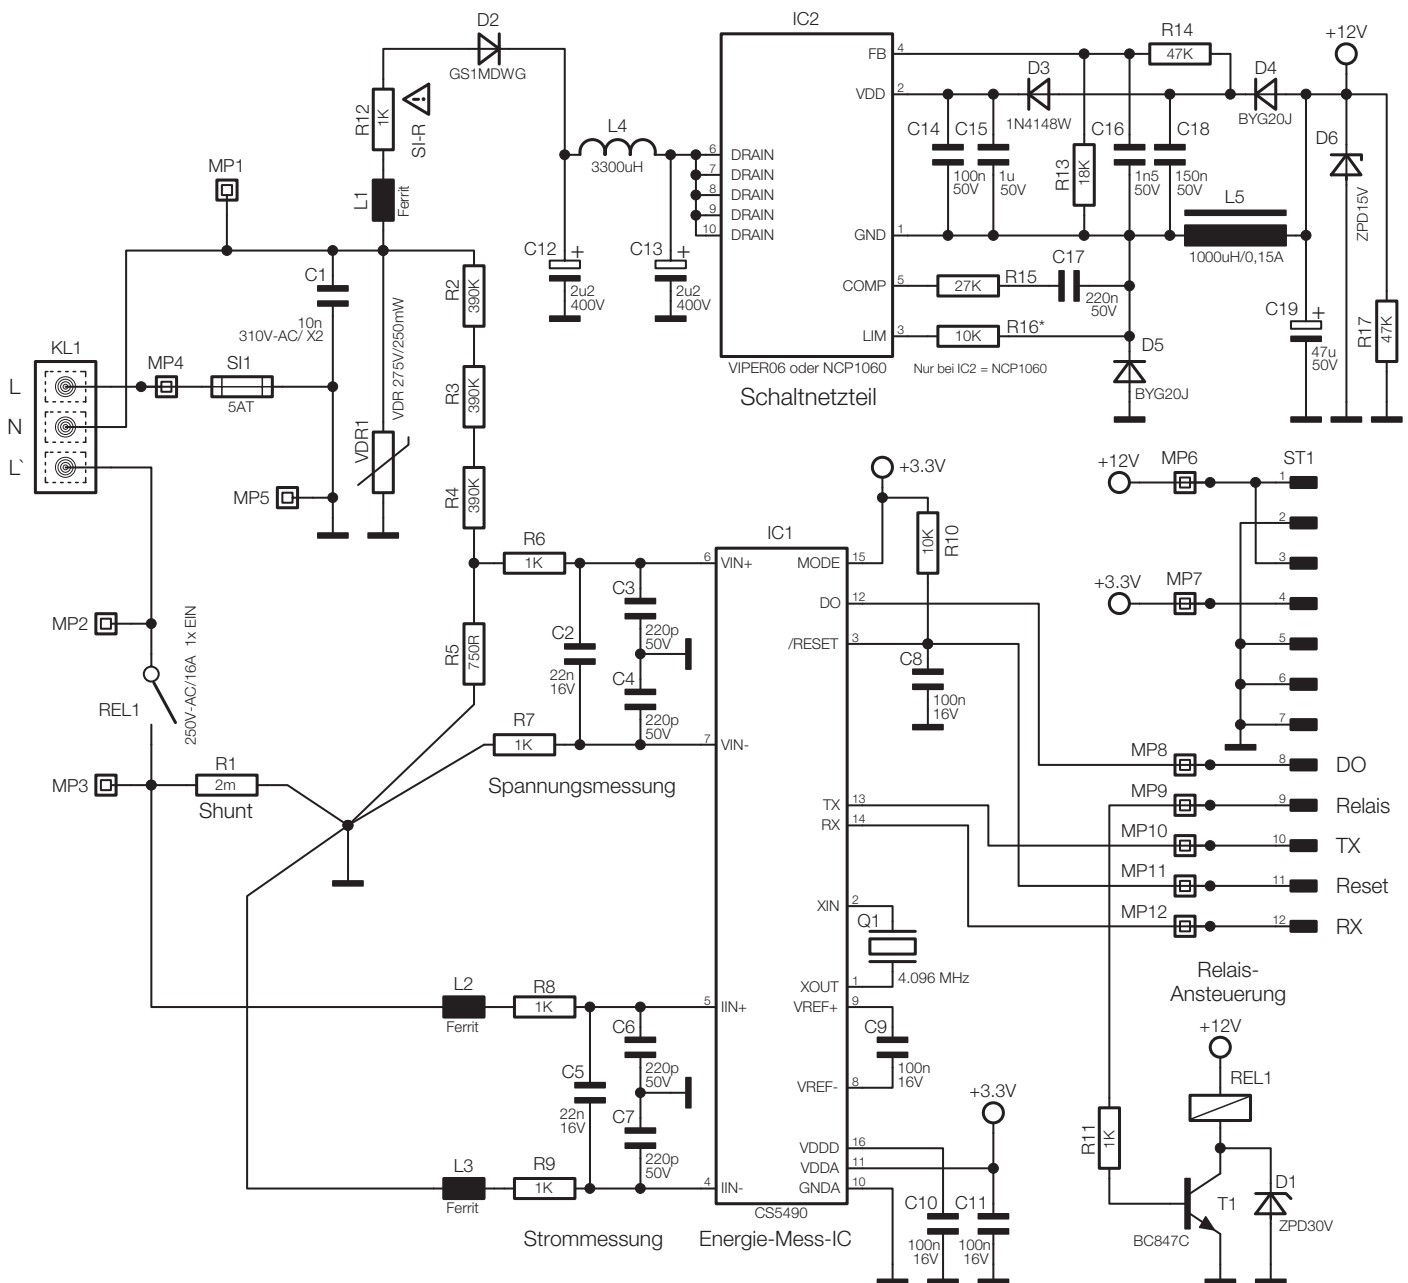 D2
GS1MDWG
R12
1K
SI-R
L1
Ferrit
MP1
L4
3300uH
C12
+
2u2
400V
C13
+
2u2
400V
IC2
FB
4
VDD
2
6
DRAIN
7
DRAIN
8
DRAIN
9
DRAIN
10
DRAIN
GND
1
COMP
5
LIM
3
VIPER06 oder NCP1060
Schaltnetzteil
R14
47K
D3
1N4148W
D4
BYG20J
+12V
C14
100n
50V
C15
1u
50V
R13
18K
C16
1n5
50V
C18
150n
50V
D6
ZPD15V
L5
1000uH/0,15A
27K
R15
C17
220n
50V
10K
R16*
Nur bei IC2 = NCP1060
D5
BYG20J
C19
+
47u
50V
R17
47K
C1
10n
310V-AC/ X2
VDR1
VDR 275V/250mW
R2
390K
R3
390K
R4
390K
KL1
L
N
L`
MP4
SI1
5AT
MP5
MP2
REL1
250V-AC/16A 1x EIN
MP3
R1
2m
Shunt
R5
750R
R6
1K
R7
1K
C2
22n
16V
C3
220p
50V
C4
220p
50V
Spannungsmessung
L2
Ferrit
R8
1K
L3
Ferrit
R9
1K
C5
22n
16V
C6
220p
50V
C7
220p
50V
Strommessung
IC1
6
VIN+
7
VIN-
5
IIN+
4
IIN-
MODE
15
DO
12
/RESET
3
TX
13
RX
14
XIN
2
XOUT
1
VREF+
9
VREF-
8
VDDD
16
VDDA
11
GNDA
10
CS5490
Energie-Mess-IC
+3.3V
10K
R10
C8
100n
16V
Q1
4.096 MHz
C9
100n
16V
+3.3V
C10
100n
16V
C11
100n
16V
+12V
MP6
ST1
1
2
3
+3.3V
MP7
4
5
6
7
MP8
8
DO
MP9
9
Relais
MP10
10
TX
MP11
11
Reset
MP12
12
RX
Relais-
Ansteuerung
+12V
REL1
R11
1K
T1
BC847C
D1
ZPD30V